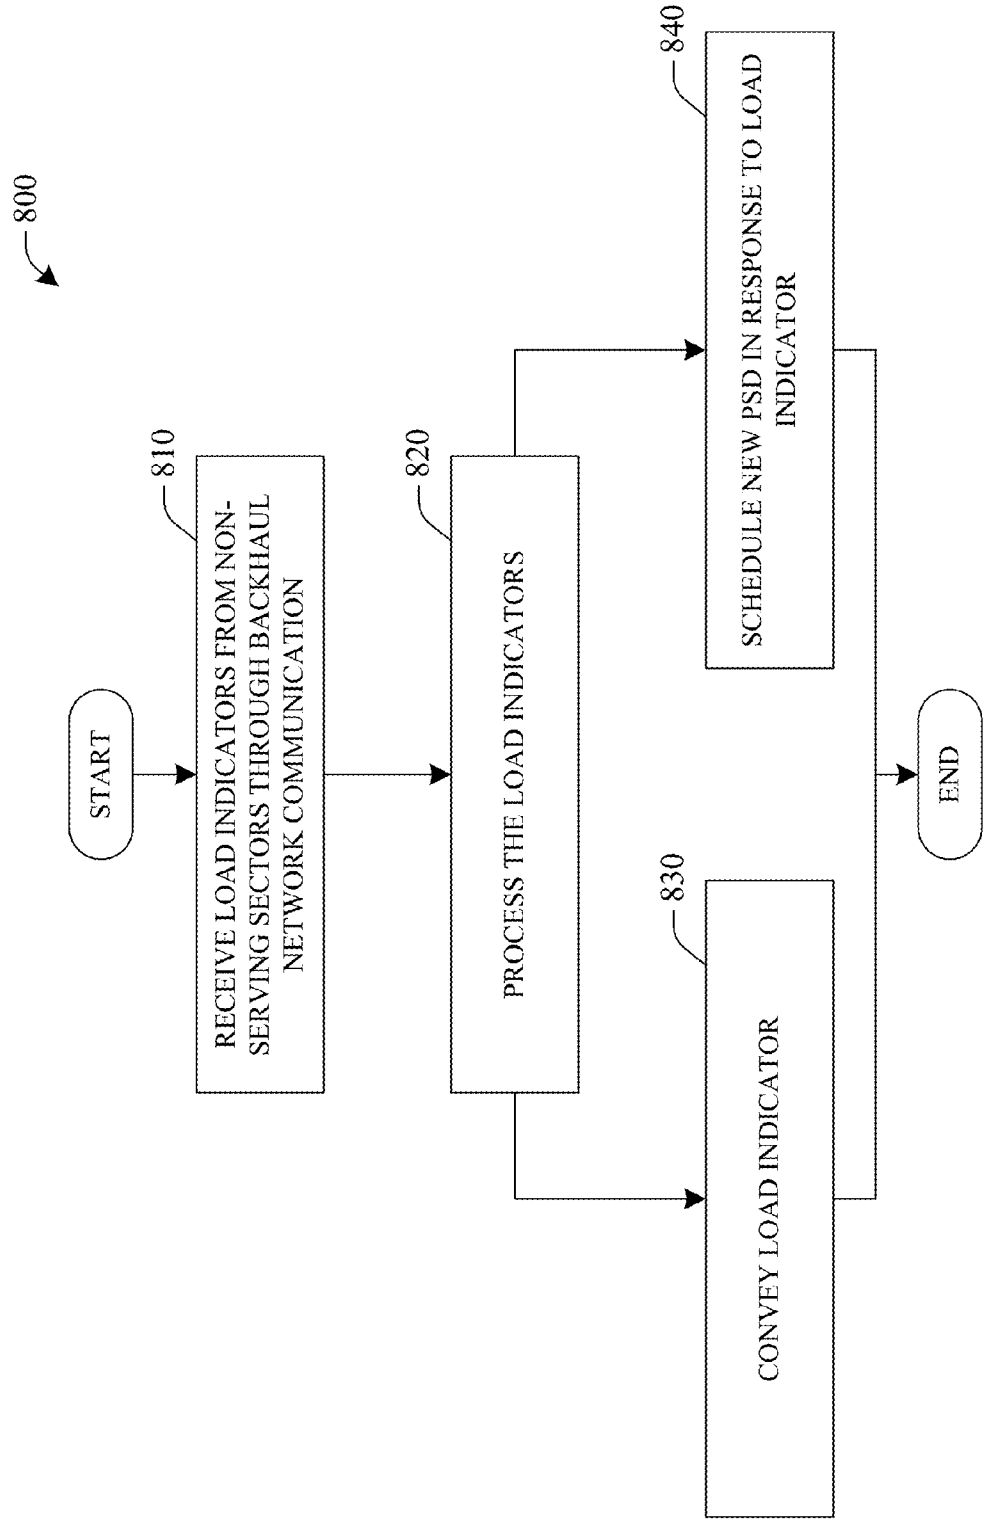 800
START
810
RECEIVE LOAD INDICATORS FROM NON-
SERVING SECTORS THROUGH BACKHAUL
NETWORK COMMUNICATION
820
PROCESS THE LOAD INDICATORS
830
CONVEY LOAD INDICATOR
840
SCHEDULE NEW PSD IN RESPONSE TO LOAD
INDICATOR
END